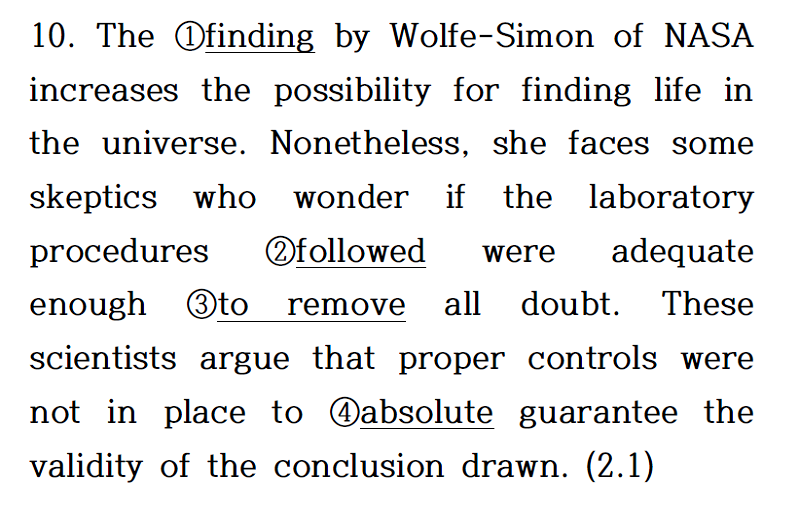 10. The ①finding by Wolfe-Simon of NASA
increases the possibility for finding life in
the universe. Nonetheless, she faces some
skeptics who wonder if the laboratory
procedures ②followed were adequate
enough ③to remove all doubt. These
scientists argue that proper controls were
not in place to ④absolute guarantee the
validity of the conclusion drawn. (2.1)